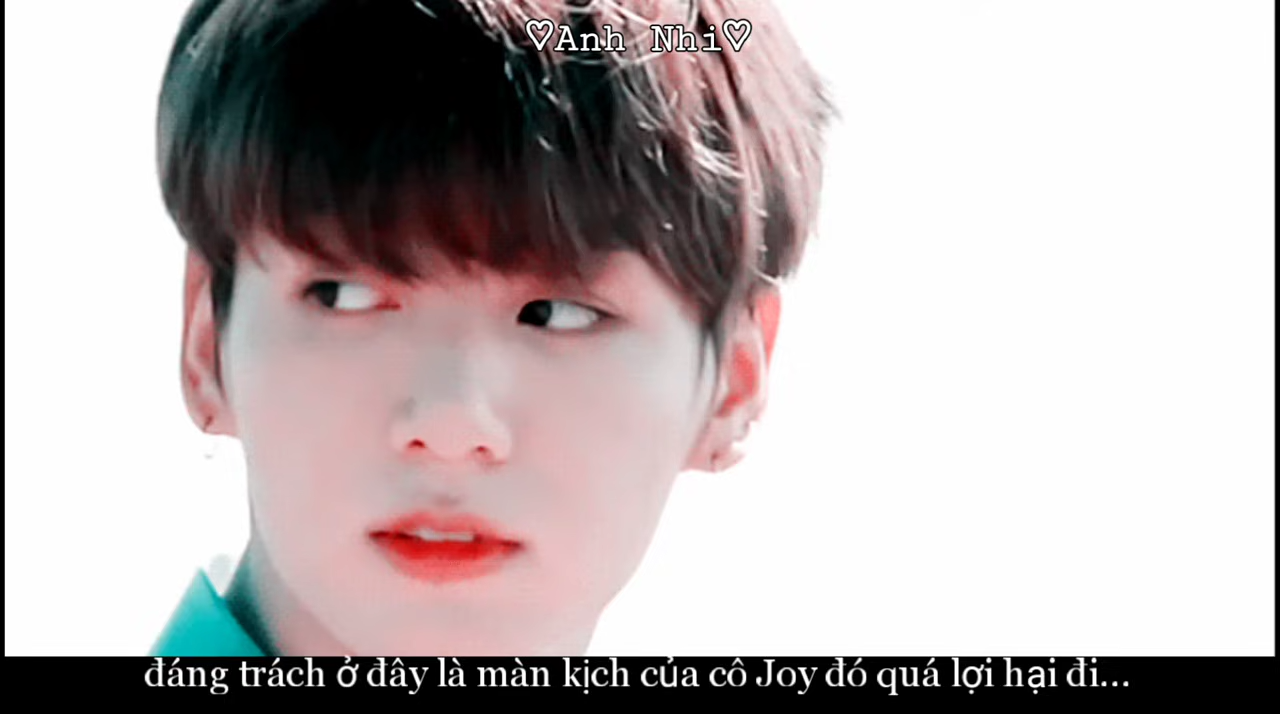 ♡Anh Nhi♡
đáng trách ở đây là màn kịch của cô Joy đó quá lợi hại đi...